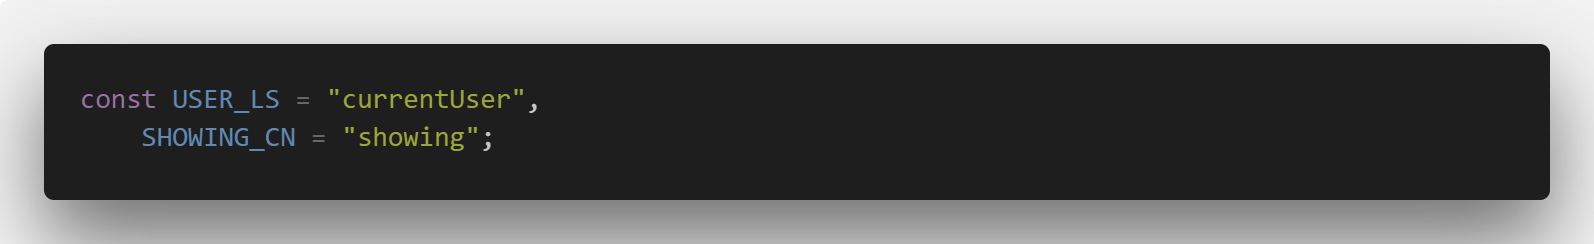 const USER_LS = "currentUser",
    SHOWING_CN = "showing";